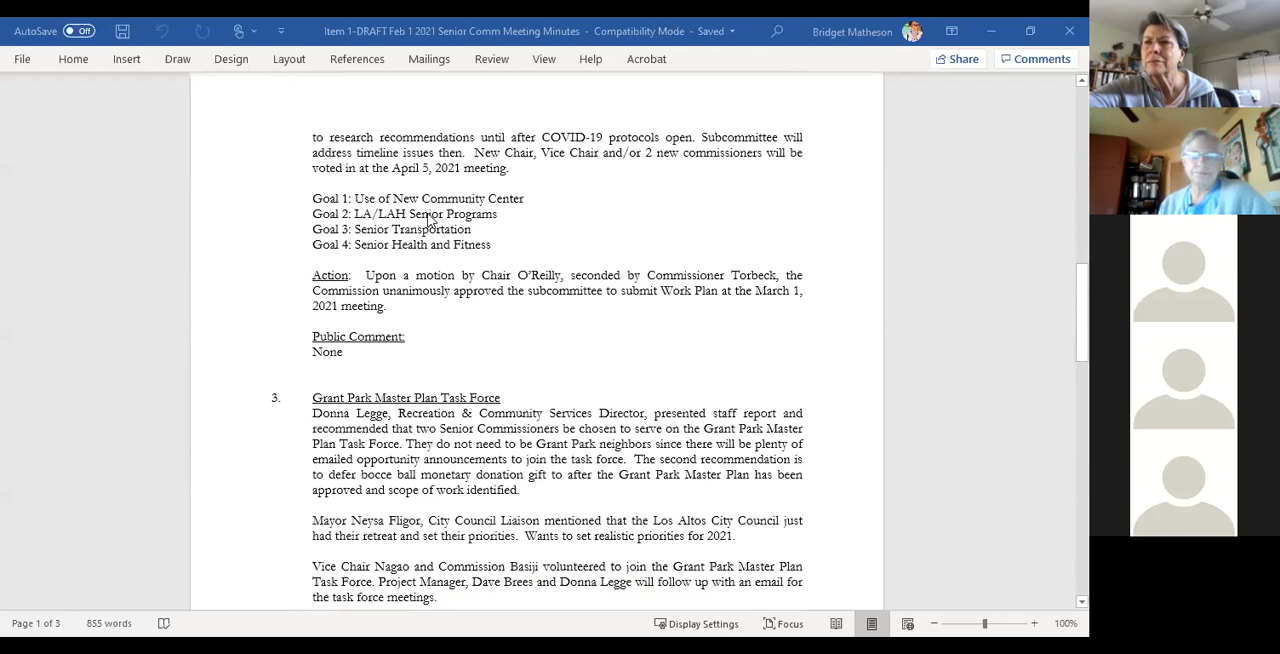 AutoSave Off Item 1-DRAFT Feb 1 2021 Senior Comm Meeting Minutes - Compatibility Mode - Saved Bridget Matheson
File Home Insert Draw Design Layout References Mailings Review View Help Acrobat Share Comments
to research recommendations until after COVID-19 protocols open. Subcommittee will
address timeline issues then. New Chair, Vice Chair and/or 2 new commissioners will be
voted in at the April 5, 2021 meeting.
Goal 1: Use of New Community Center
Goal 2: LA/LAH Senior Programs
Goal 3: Senior Transportation
Goal 4: Senior Health and Fitness
Action: Upon a motion by Chair O'Reilly, seconded by Commissioner Torbeck, the
Commission unanimously approved the subcommittee to submit Work Plan at the March 1,
2021 meeting.
Public Comment:
None
3. Grant Park Master Plan Task Force
Donna Legge, Recreation & Community Services Director, presented staff report and
recommended that two Senior Commissioners be chosen to serve on the Grant Park Master
Plan Task Force. They do not need to be Grant Park neighbors since there will be plenty of
emailed opportunity announcements to join the task force. The second recommendation is
to defer bocce ball monetary donation gift to after the Grant Park Master Plan has been
approved and scope of work identified.
Mayor Neysa Fligor, City Council Liaison mentioned that the Los Altos City Council just
had their retreat and set their priorities. Wants to set realistic priorities for 2021.
Vice Chair Nagao and Commission Basiji volunteered to join the Grant Park Master Plan
Task Force. Project Manager, Dave Brees and Donna Legge will follow up with an email for
the task force meetings.
Page 1 of 3 855 words Display Settings Focus 100%